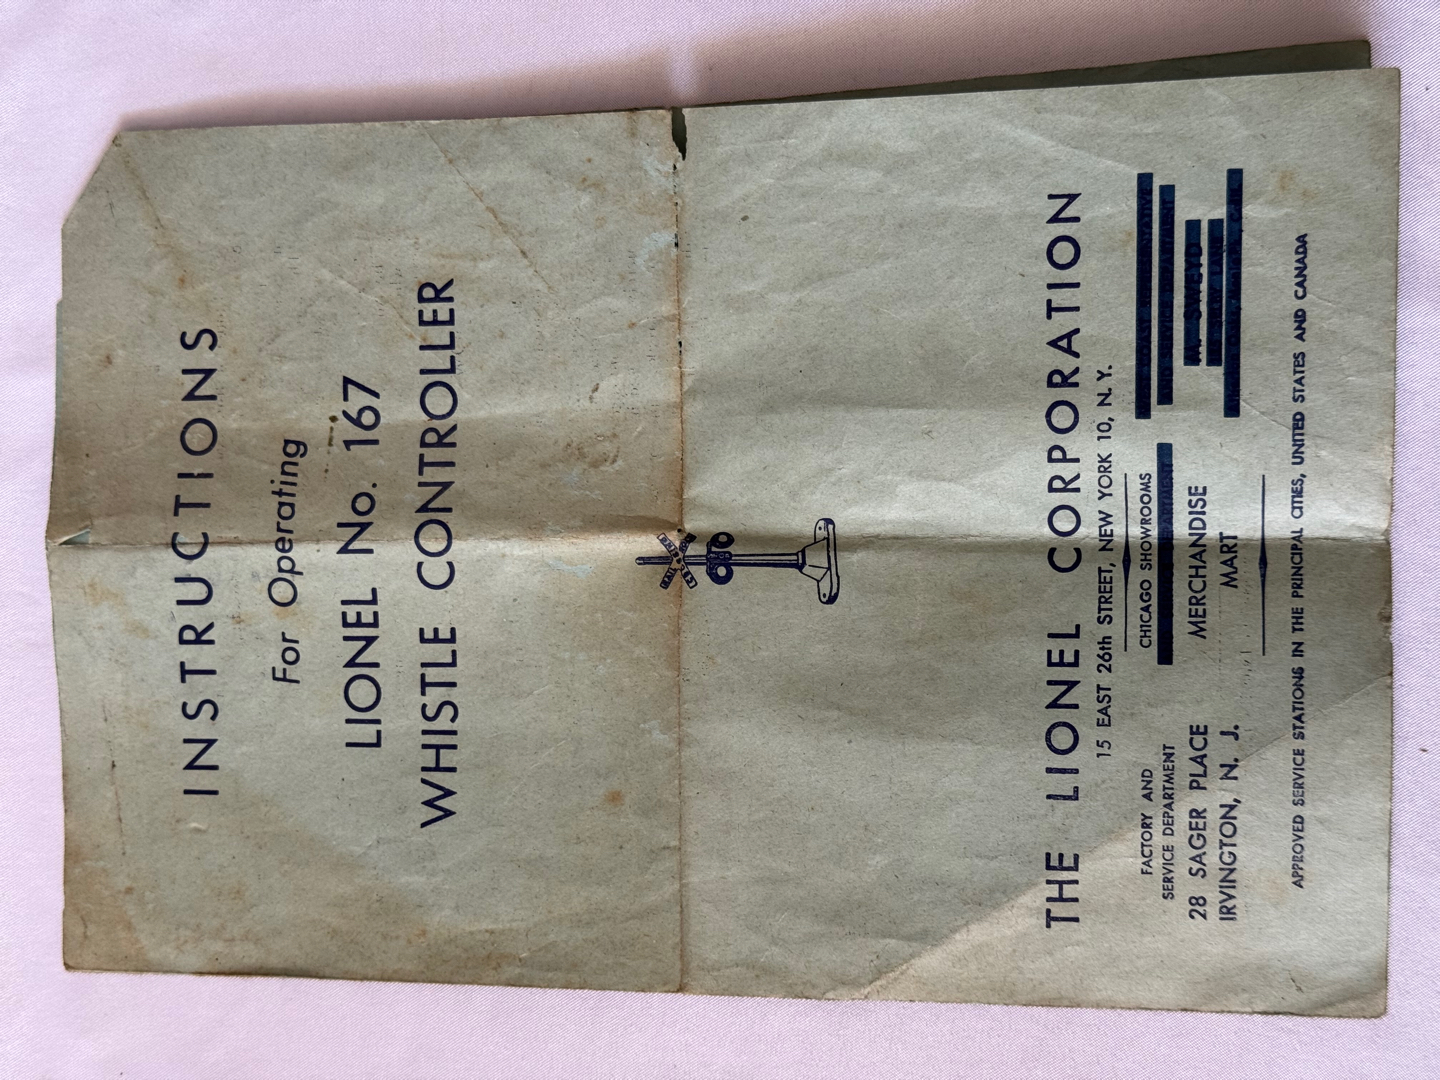 INSTRUCTIONS
For Operating
LIONEL No. 167
WHISTLE CONTROLLER
RAIL
CROSSING
THE LIONEL CORPORATION
15 EAST 26th STREET, NEW YORK 10, N. Y.
FACTORY AND
SERVICE DEPARTMENT
28 SAGER PLACE
IRVINGTON, N. J.
CHICAGO SHOWROOMS
MERCHANDISE
MART
APPROVED SERVICE STATIONS IN THE PRINCIPAL CITIES, UNITED STATES AND CANADA